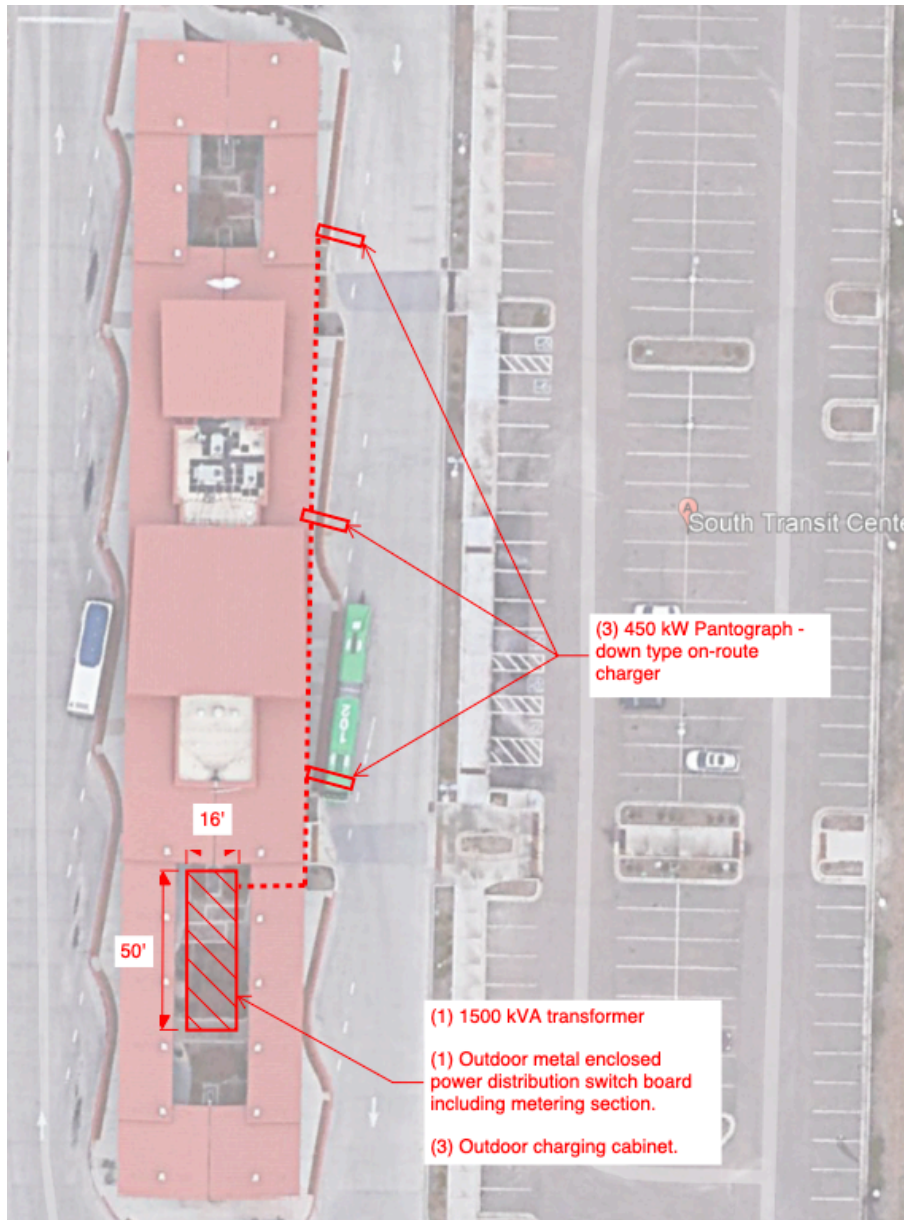 A
South Transit Cente
(3) 450 kW Pantograph -
down type on-route
charger
16'
50'
(1) 1500 kVA transformer
(1) Outdoor metal enclosed
power distribution switch board
including metering section.
(3) Outdoor charging cabinet.